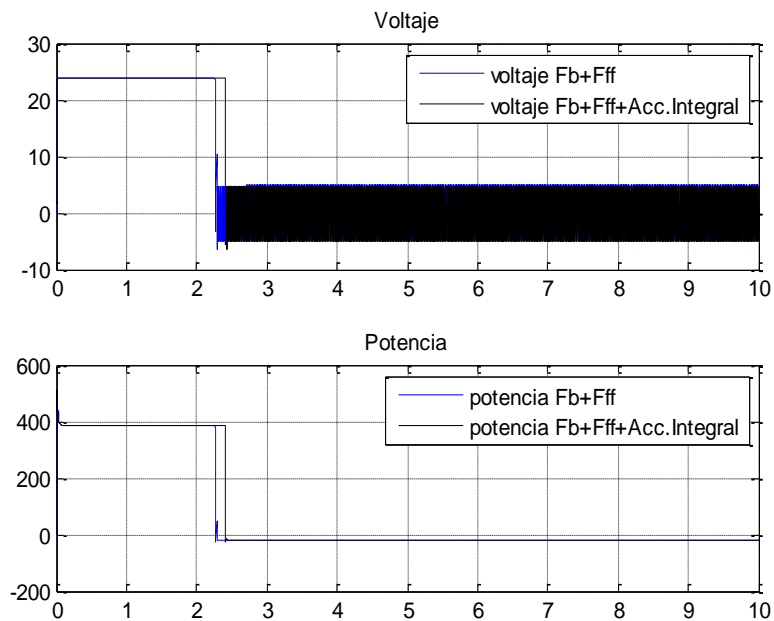 Voltaje
30
20
10
0
-10
voltaje Fb+Fff
voltaje Fb+Fff+Acc.Integral
0 1 2 3 4 5 6 7 8 9 10
Potencia
600
400
200
0
-200
potencia Fb+Fff
potencia Fb+Fff+Acc.Integral
0 1 2 3 4 5 6 7 8 9 10